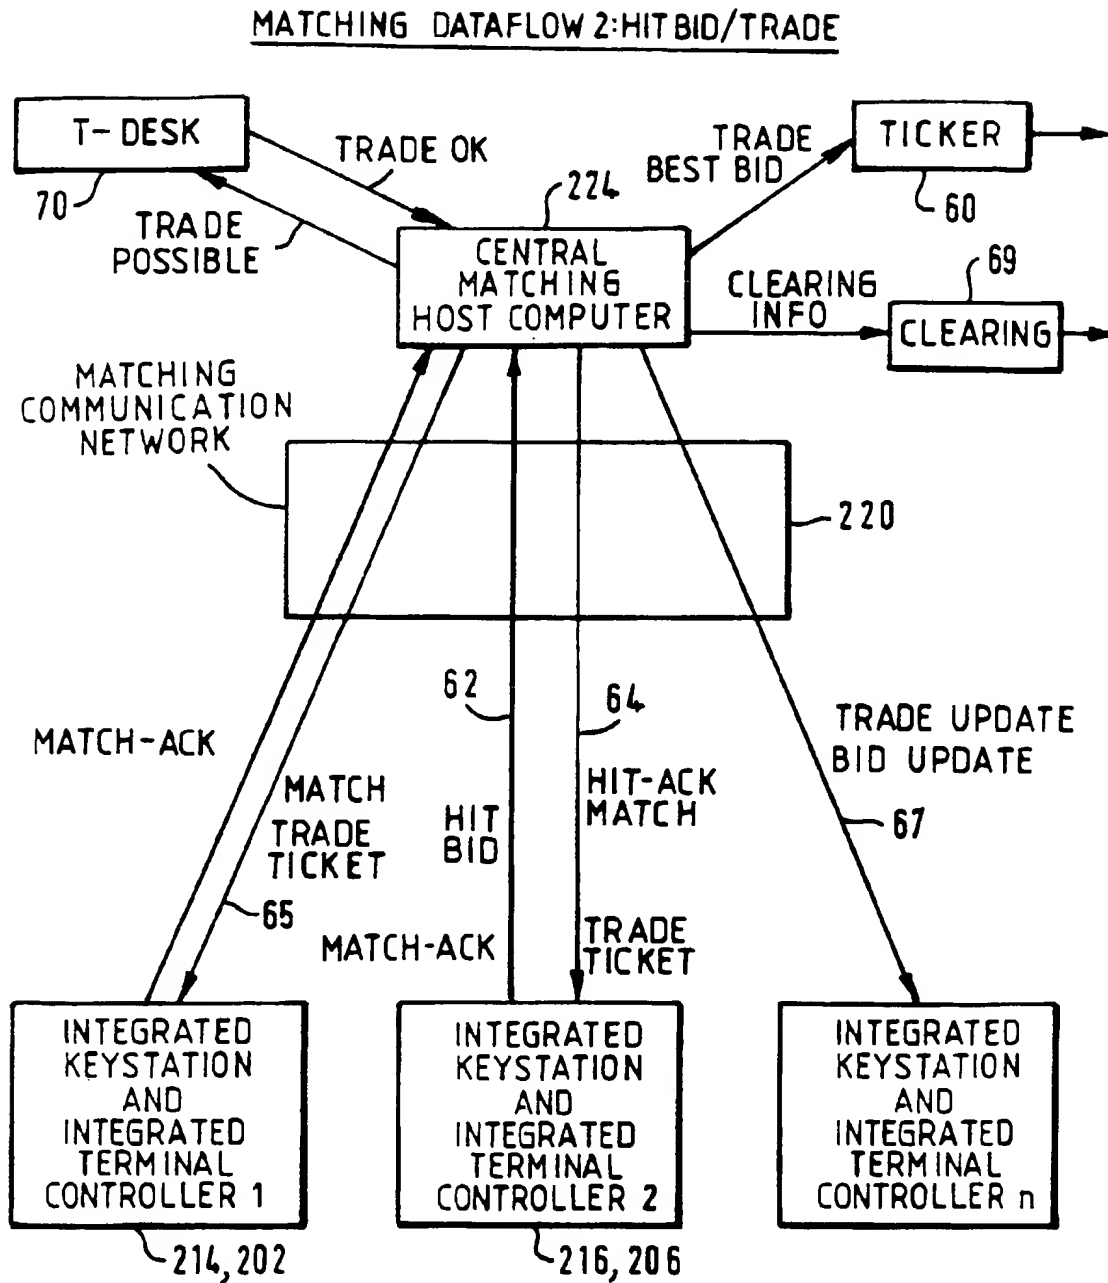 MATCHING DATAFLOW 2:HIT BID/TRADE
T-DESK
70
TRADE OK
TRADE
POSSIBLE
224
CENTRAL
MATCHING
HOST COMPUTER
TRADE
BEST BID
TICKER
60
CLEARING
INFO
69
CLEARING
MATCHING
COMMUNICATION
NETWORK
220
MATCH-ACK
MATCH
TRADE
TICKET
65
62
HIT
BID
MATCH-ACK
64
HIT-ACK
MATCH
TRADE
TICKET
TRADE UPDATE
BID UPDATE
67
INTEGRATED
KEYSTATION
AND
INTEGRATED
TERMINAL
CONTROLLER 1
214,202
INTEGRATED
KEYSTATION
AND
INTEGRATED
TERMINAL
CONTROLLER 2
216,206
INTEGRATED
KEYSTATION
AND
INTEGRATED
TERMINAL
CONTROLLER n